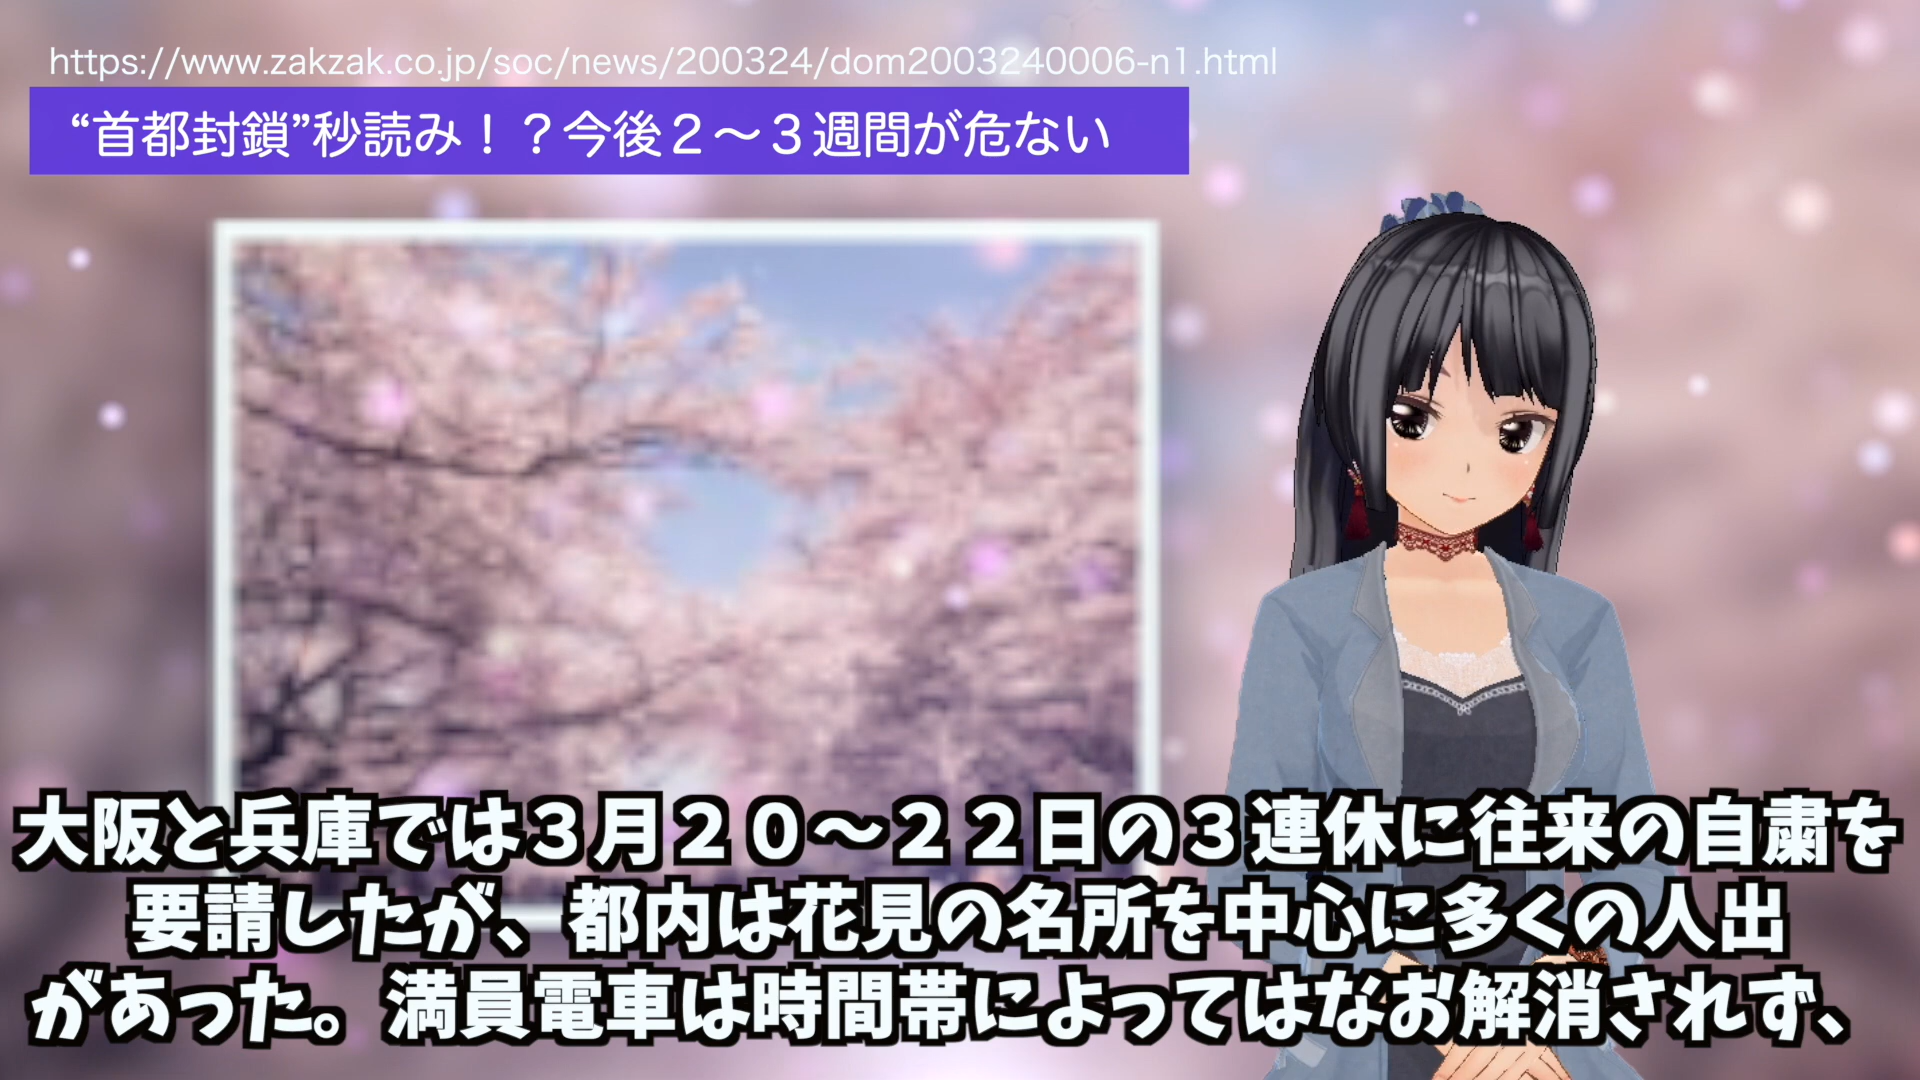 https://www.zakzak.co.jp/soc/news/200324/dom2003240006-n1.html
“首都封鎖”秒読み！？今後２～３週間が危ない
大阪と兵庫では３月２０～２２日の３連休に往来の自粛を
要請したが、都内は花見の名所を中心に多くの人出
があった。満員電車は時間帯によってはなお解消されず、